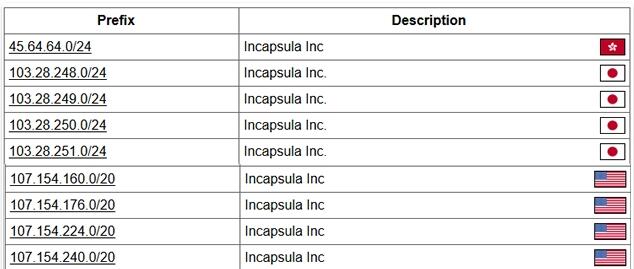 Prefix Description
45.64.64.0/24 Incapsula Inc
103.28.248.0/24 Incapsula Inc.
103.28.249.0/24 Incapsula Inc.
103.28.250.0/24 Incapsula Inc.
103.28.251.0/24 Incapsula Inc.
107.154.160.0/20 Incapsula Inc
107.154.176.0/20 Incapsula Inc
107.154.224.0/20 Incapsula Inc
107.154.240.0/20 Incapsula Inc